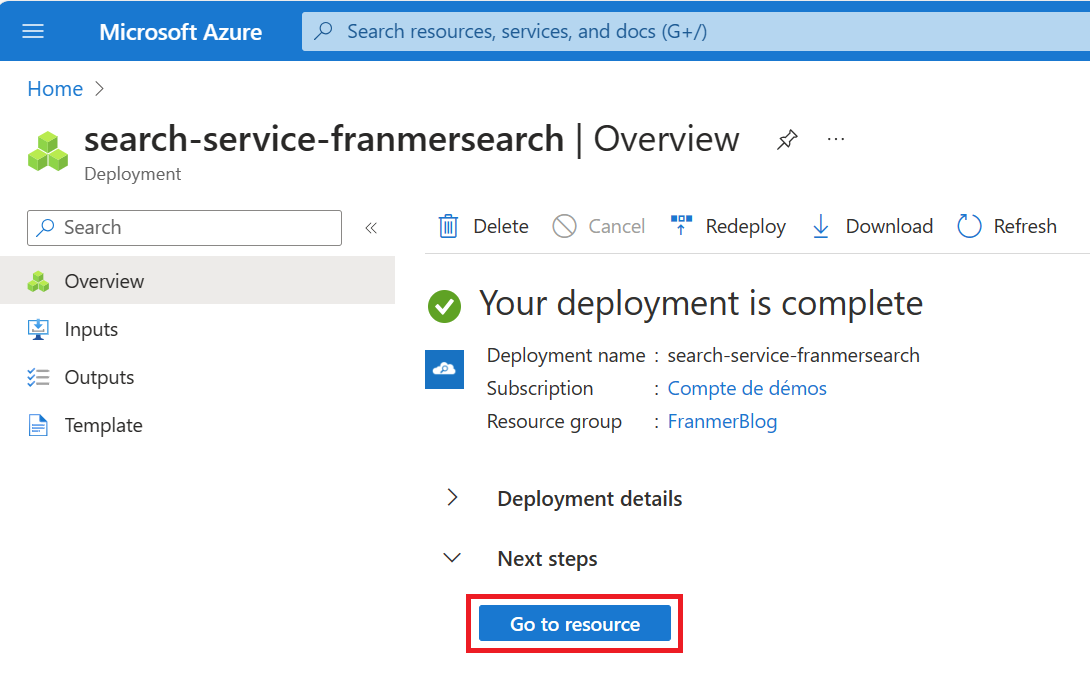 Microsoft Azure
Search resources, services, and docs (G+/)
Home
search-service-franmersearch | Overview
Deployment
Search
Delete Cancel Redeploy Download Refresh
Overview
Inputs
Outputs
Template
Your deployment is complete
Deployment name : search-service-franmersearch
Subscription : Compte de démos
Resource group : FranmerBlog
Deployment details
Next steps
Go to resource